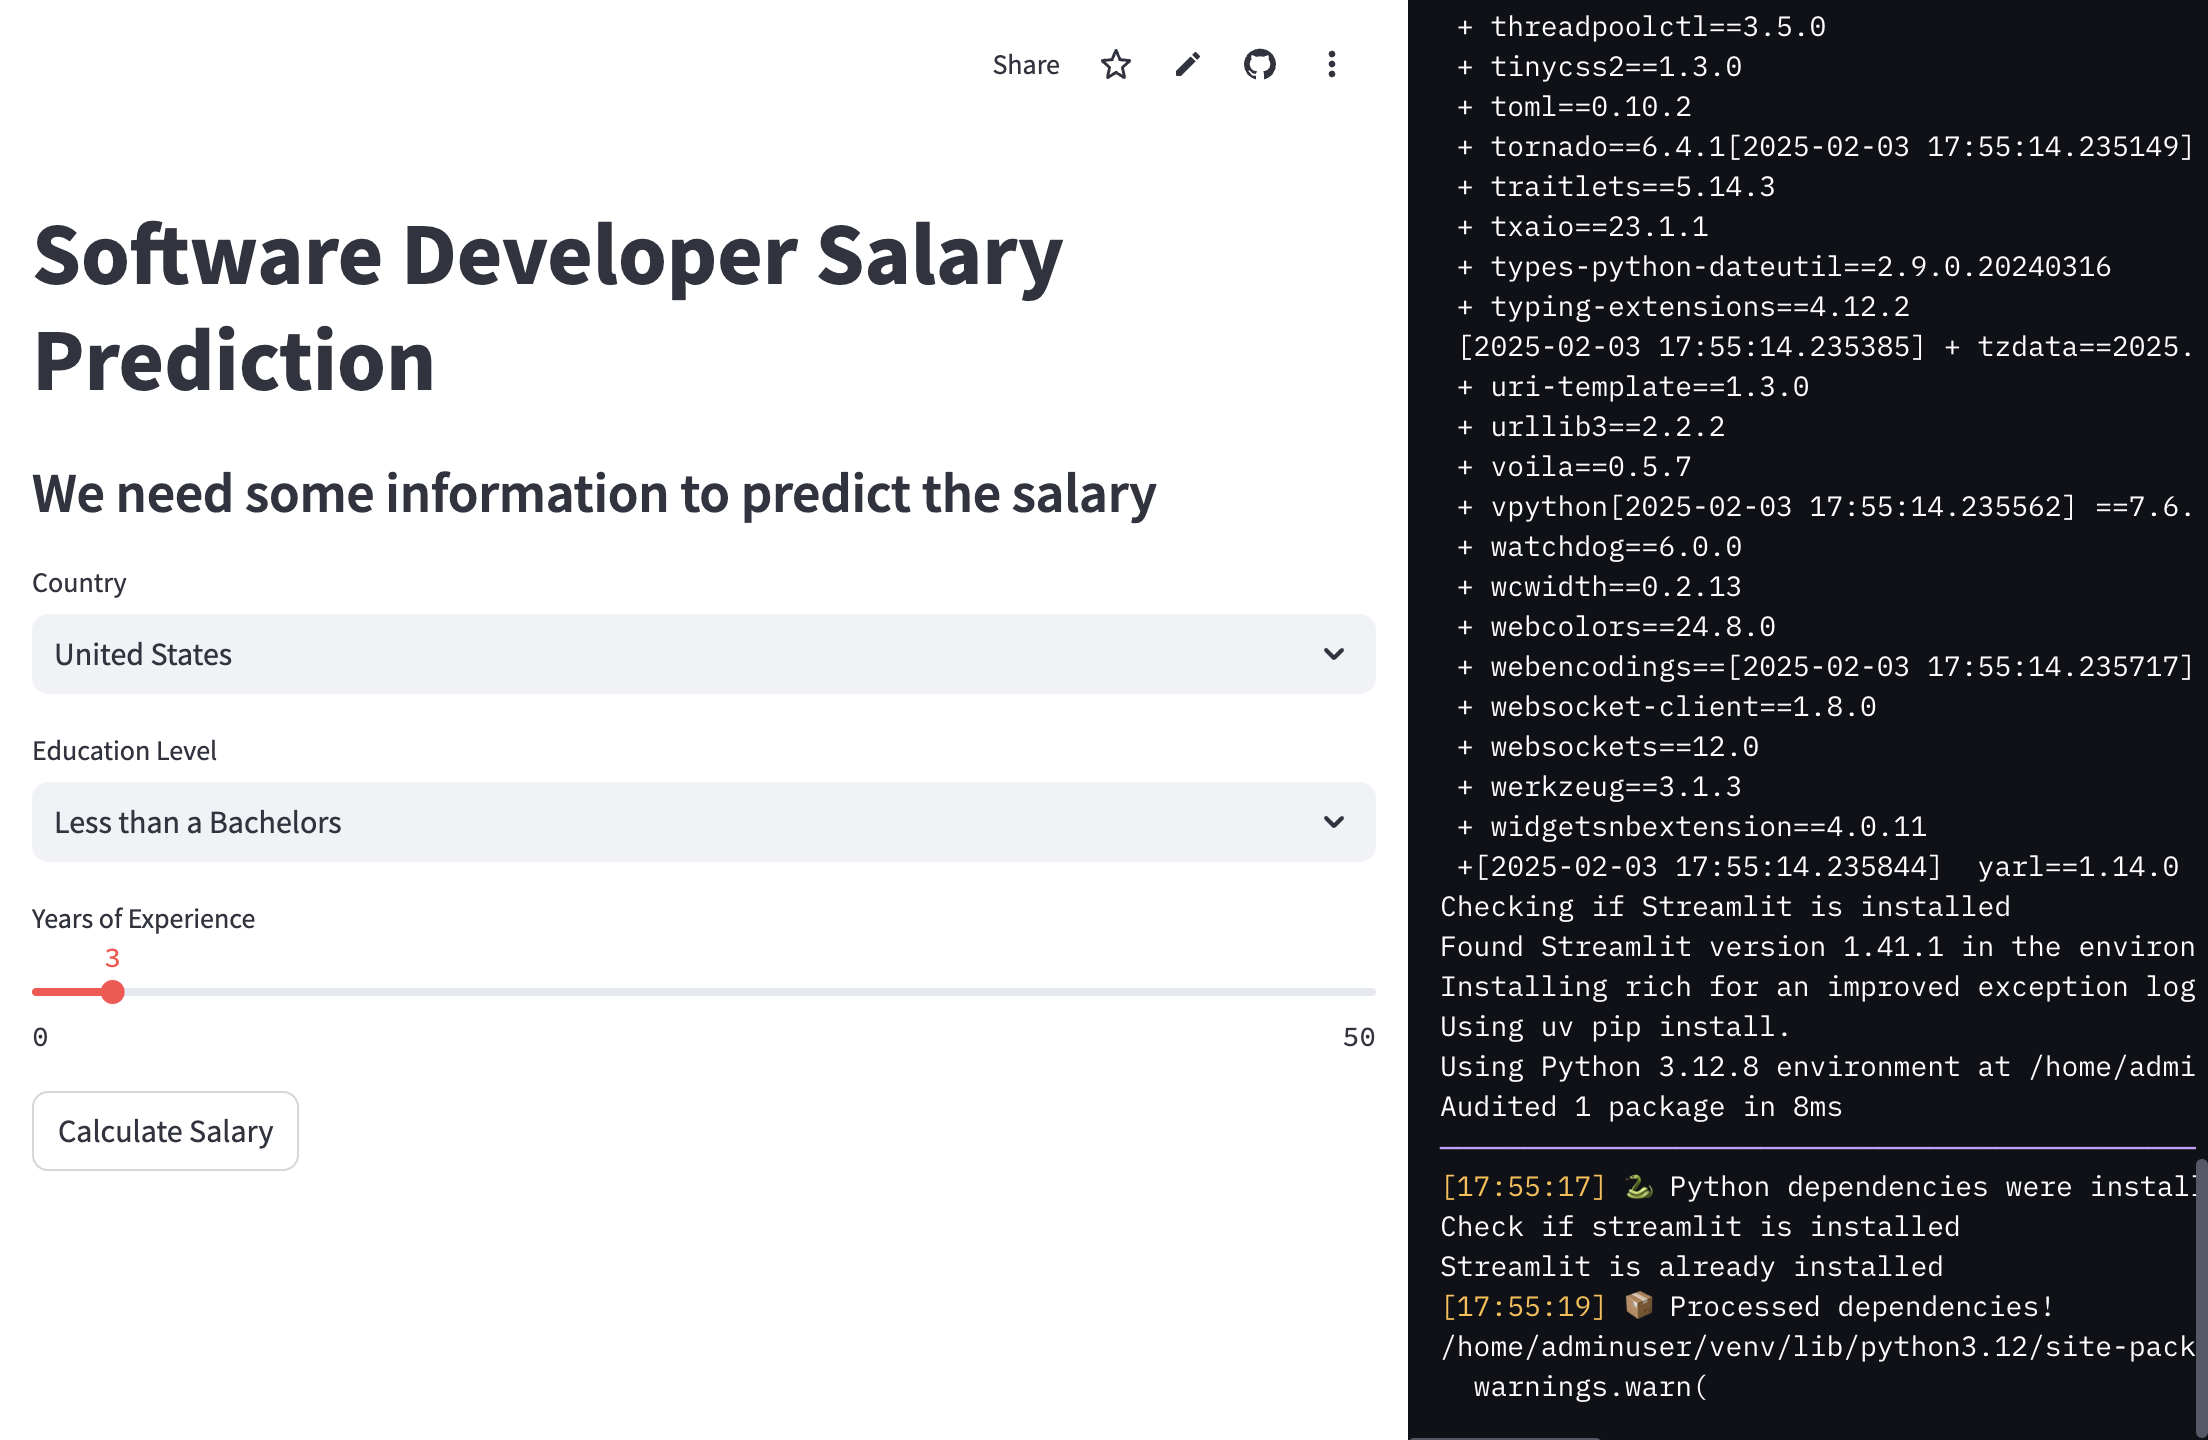 Share
Software Developer Salary
Prediction
We need some information to predict the salary
Country
United States
Education Level
Less than a Bachelors
Years of Experience
3
0
50
Calculate Salary
+ threadpoolctl==3.5.0
+ tinycss2==1.3.0
+ toml==0.10.2
+ tornado==6.4.1[2025-02-03 17:55:14.235149]
+ traitlets==5.14.3
+ txaio==23.1.1
+ types-python-dateutil==2.9.0.20240316
+ typing-extensions==4.12.2
[2025-02-03 17:55:14.235385] + tzdata==2025.
+ uri-template==1.3.0
+ urllib3==2.2.2
+ voila==0.5.7
+ vpython[2025-02-03 17:55:14.235562] ==7.6.
+ watchdog==6.0.0
+ wcwidth==0.2.13
+ webcolors==24.8.0
+ webencodings==[2025-02-03 17:55:14.235717]
+ websocket-client==1.8.0
+ websockets==12.0
+ werkzeug==3.1.3
+ widgetsnbextension==4.0.11
+[2025-02-03 17:55:14.235844]  yarl==1.14.0
Checking if Streamlit is installed
Found Streamlit version 1.41.1 in the environ
Installing rich for an improved exception log
Using uv pip install.
Using Python 3.12.8 environment at /home/admi
Audited 1 package in 8ms
[17:55:17] 🐍 Python dependencies were install
Check if streamlit is installed
Streamlit is already installed
[17:55:19] 📦 Processed dependencies!
/home/adminuser/venv/lib/python3.12/site-pack
warnings.warn(